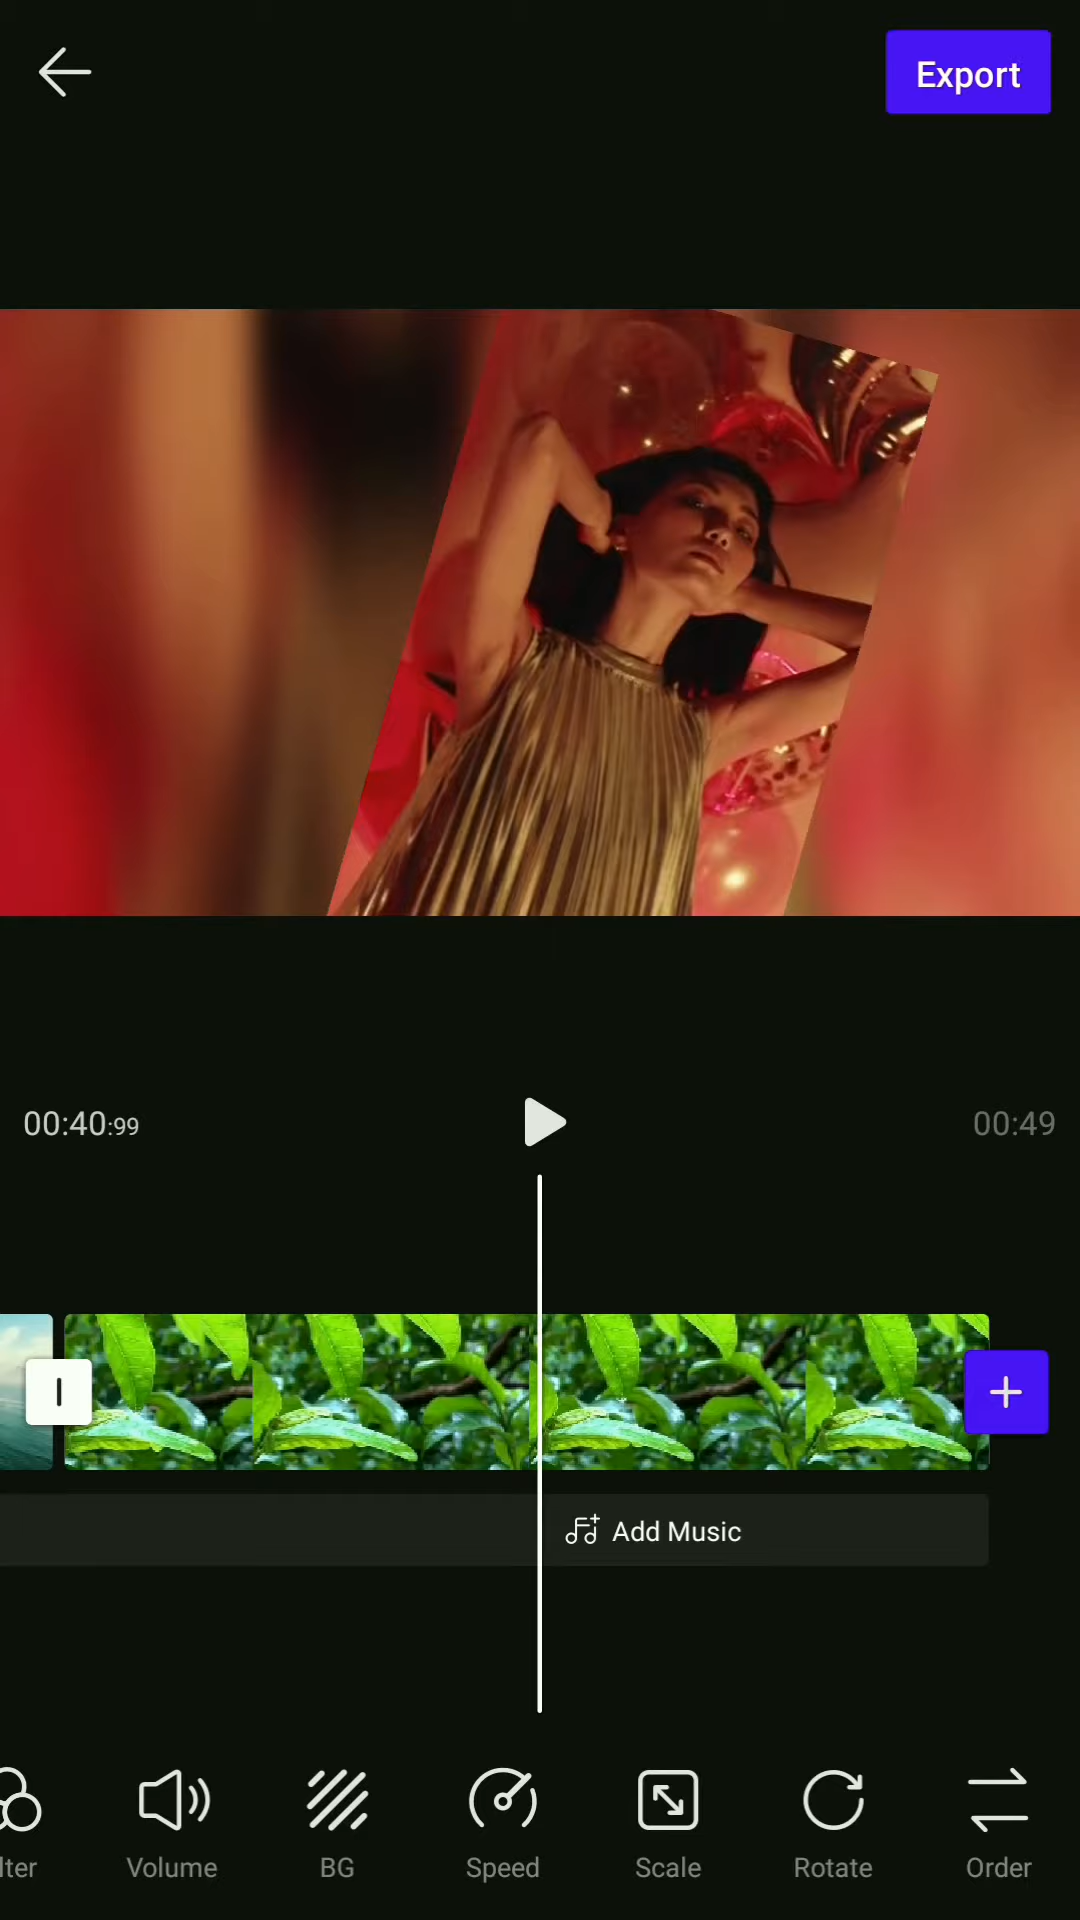 Export
00:40:99
00:49
Add Music
lter
Volume
BG
Speed
Scale
Rotate
Order